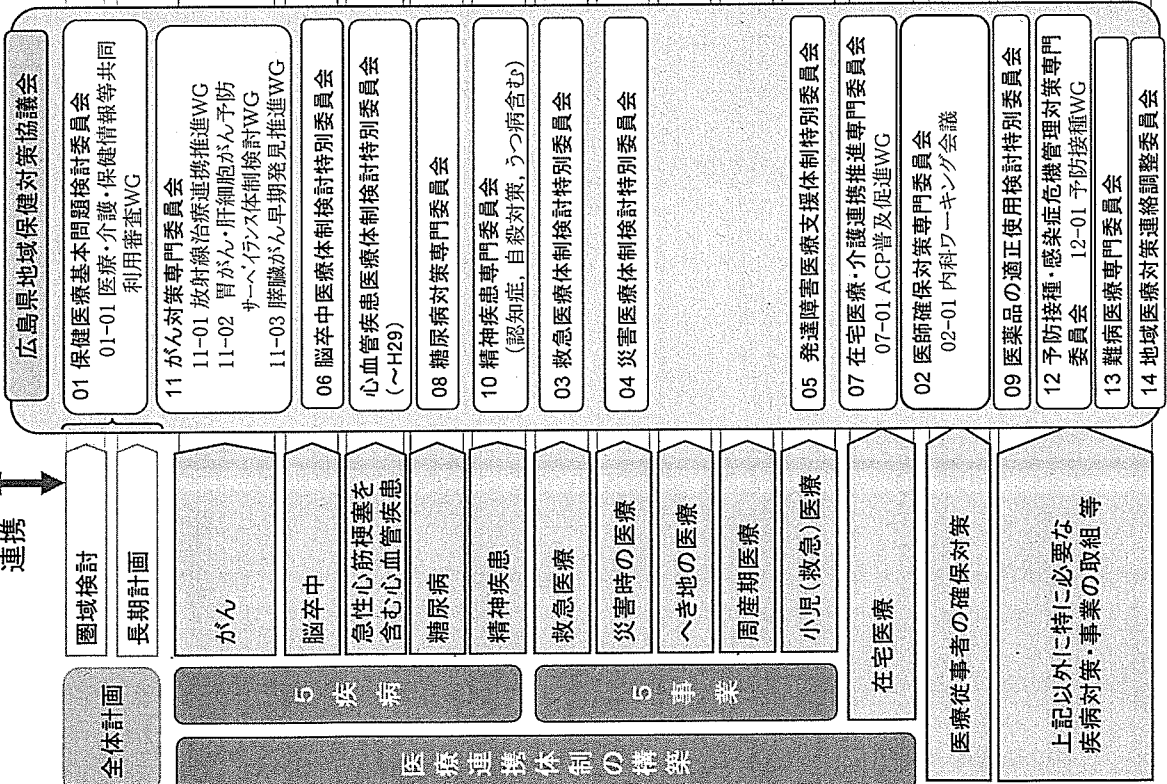 連携
全体計画
圏域検討
長期計画
医療連携体制の構築
5疾病
がん
脳卒中
急性心筋梗塞を
含む心血管疾患
糖尿病
精神疾患
5事業
救急医療
災害時の医療
へき地の医療
周産期医療
小児(救急)医療
在宅医療
医療従事者の確保対策
上記以外に特に必要な
疾病対策・事業の取組 等
広島県地域保健対策協議会
01 保健医療基本問題検討委員会
01-01 医療・介護・保健情報等共同
利用審査WG
11 がん対策専門委員会
11-01 放射線治療連携推進WG
11-02 胃がん・肝細胞がん予防
サーベイランス体制検討WG
11-03 膵臓がん早期発見推進WG
06 脳卒中医療体制検討特別委員会
心血管疾患医療体制検討特別委員会
(~H29)
08 糖尿病対策専門委員会
10 精神疾患専門委員会
(認知症,自殺対策,うつ病含む)
03 救急医療体制検討特別委員会
04 災害医療体制検討特別委員会
05 発達障害医療支援体制特別委員会
07 在宅医療・介護連携推進専門委員会
07-01 ACP普及促進WG
02 医師確保対策専門委員会
02-01 内科ワーキング会議
09 医薬品の適正使用検討特別委員会
12 予防接種・感染症危機管理対策専門
委員会 12-01 予防接種WG
13 難病医療専門委員会
14 地域医療対策連絡調整委員会